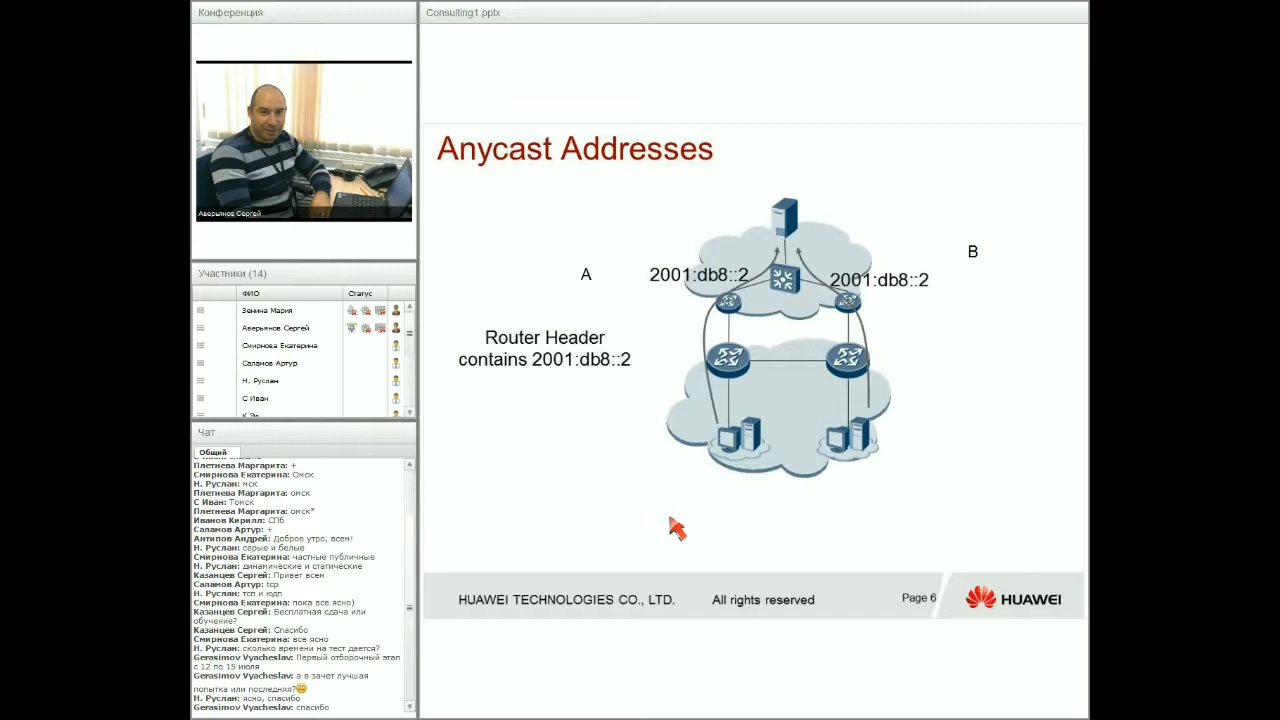 Конференция
Аверьянов Сергей
Участники (14)
ФИО Статус
Зенина Мария
Аверьянов Сергей
Смирнова Екатерина
Саламов Артур
Н. Руслан
С Иван
Чат
Общий
Плетнева Маргарита: +
Смирнова Екатерина: Омск
Н. Руслан: мск
Плетнева Маргарита: омск
С Иван: Томск
Плетнева Маргарита: омск*
Иванов Кирилл: СПб
Саламов Артур: +
Антипов Андрей: Доброе утро, всем!
Н. Руслан: серые и белые
Смирнова Екатерина: частные публичные
Н. Руслан: динамические и статические
Казанцев Сергей: Привет всем
Саламов Артур: tcp
Н. Руслан: тсп и юдп
Смирнова Екатерина: пока все ясно)
Казанцев Сергей: Бесплатная сдача или
обучение?
Казанцев Сергей: Спасибо
Смирнова Екатерина: все ясно
Н. Руслан: сколько времени на тест дается?
Gerasimov Vyacheslav: Первый отборочный этап
с 12 по 15 июля
Gerasimov Vyacheslav: а в зачет лучшая
попытка или последняя?
Н. Руслан: ясно, спасибо
Gerasimov Vyacheslav: спасибо
Consulting1.pptx
Anycast Addresses
B
A
2001:db8::2
2001:db8::2
Router Header
contains 2001:db8::2
HUAWEI TECHNOLOGIES CO., LTD. All rights reserved Page 6 HUAWEI